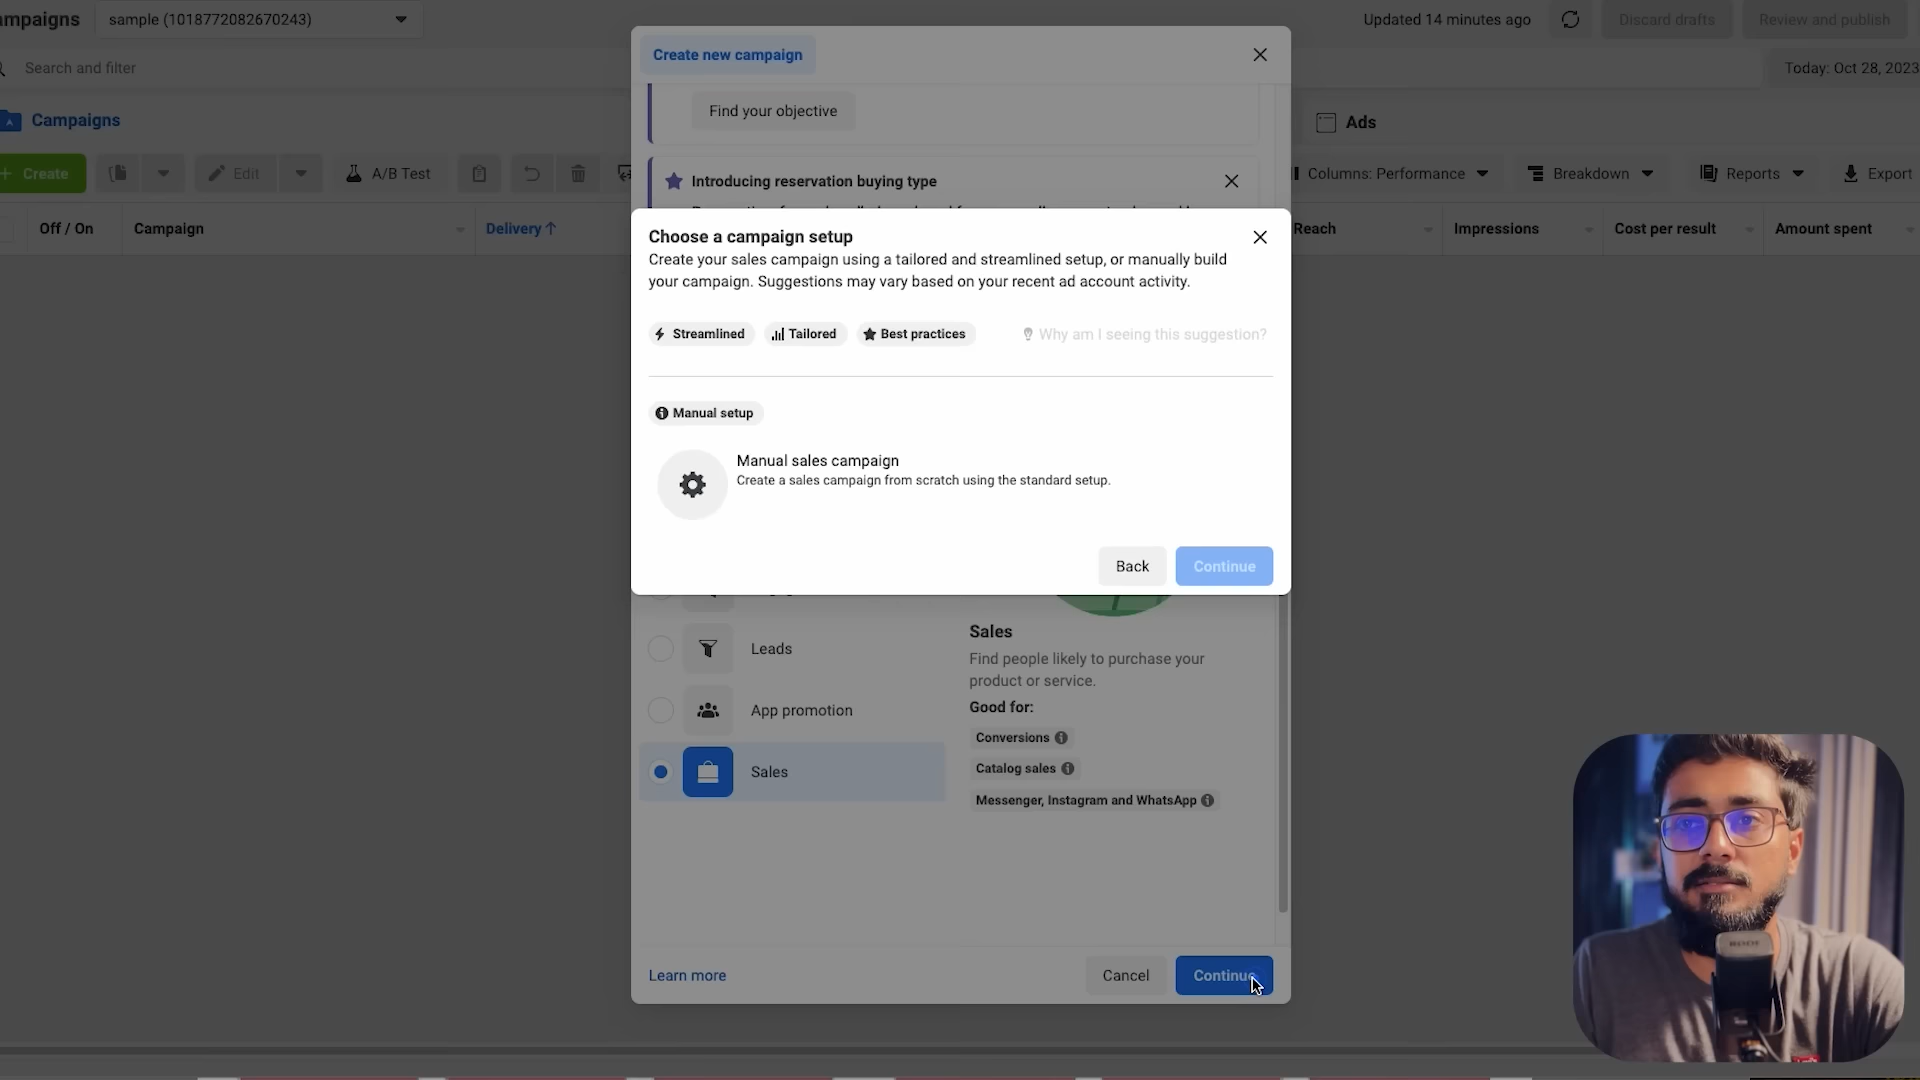 ampaigns
sample (1018772082670243)
Updated 14 minutes ago
Discard drafts
Review and publish
Search and filter
Today: Oct 28, 2023
Campaigns
Ads
+ Create
Edit
A/B Test
Columns: Performance
Breakdown
Reports
Export
Off / On
Campaign
Delivery ↑
Reach
Impressions
Cost per result
Amount spent
Create new campaign
Find your objective
Introducing reservation buying type
Choose a campaign setup
Create your sales campaign using a tailored and streamlined setup, or manually build
your campaign. Suggestions may vary based on your recent ad account activity.
Streamlined
Tailored
Best practices
Why am I seeing this suggestion?
Manual setup
Manual sales campaign
Create a sales campaign from scratch using the standard setup.
Back
Continue
Leads
App promotion
Sales
Sales
Find people likely to purchase your
product or service.
Good for:
Conversions
Catalog sales
Messenger, Instagram and WhatsApp
Learn more
Cancel
Continue
RODE